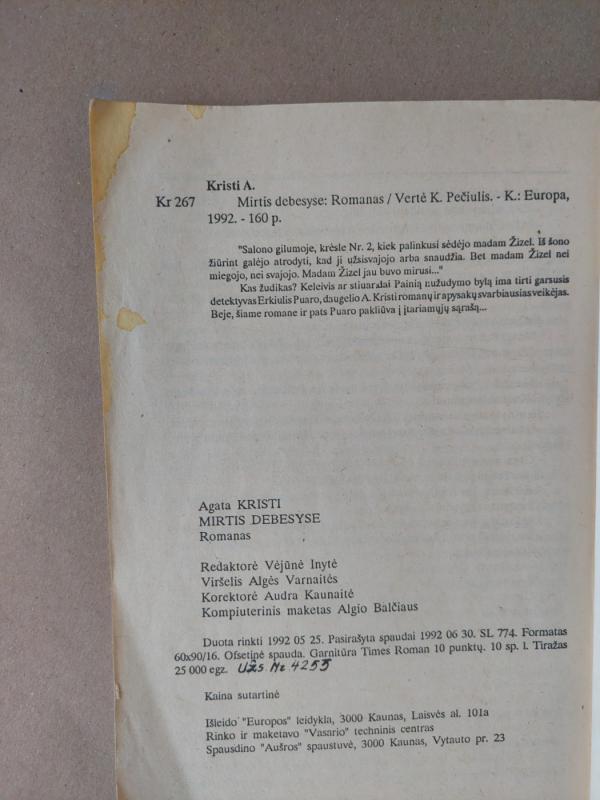 Kristi A.
Kr 267 Mirtis debesyse: Romanas / Vertė K. Pečiulis. - K.: Europa,
1992. - 160 p.
"Salono gilumoje, krėsle Nr. 2, kiek palinkusi sėdėjo madam Žizel. Iš šono
žiūrint galėjo atrodyti, kad ji užsisvajojo arba snaudžia. Bet madam Žizel nei
miegojo, nei svajojo. Madam Žizel jau buvo mirusi..."
Kas žudikas? Keleivis ar stiuardai Painią nužudymo bylą ima tirti garsusis
detektyvas Erkiulis Puaro, daugelio A. Kristi romanų ir apysakų svarbiausias veikėjas.
Beje, šiame romane ir pats Puaro pakliūva į įtariamųjų sąrašą...
Agata KRISTI
MIRTIS DEBESYSE
Romanas
Redaktorė Vėjūnė Inytė
Viršelis Algės Varnaitės
Korektorė Audra Kaunaitė
Kompiuterinis maketas Algio Balčiaus
Duota rinkti 1992 05 25. Pasirašyta spaudai 1992 06 30. SL 774. Formatas
60x90/16. Ofsetinė spauda. Garnitūra Times Roman 10 punktų. 10 sp. l. Tiražas
25 000 egz. Užs Nr 4255
Kaina sutartinė
Išleido "Europos" leidykla, 3000 Kaunas, Laisvės al. 101a
Rinko ir maketavo "Vasario" techninis centras
Spausdino "Aušros" spaustuvė, 3000 Kaunas, Vytauto pr. 23